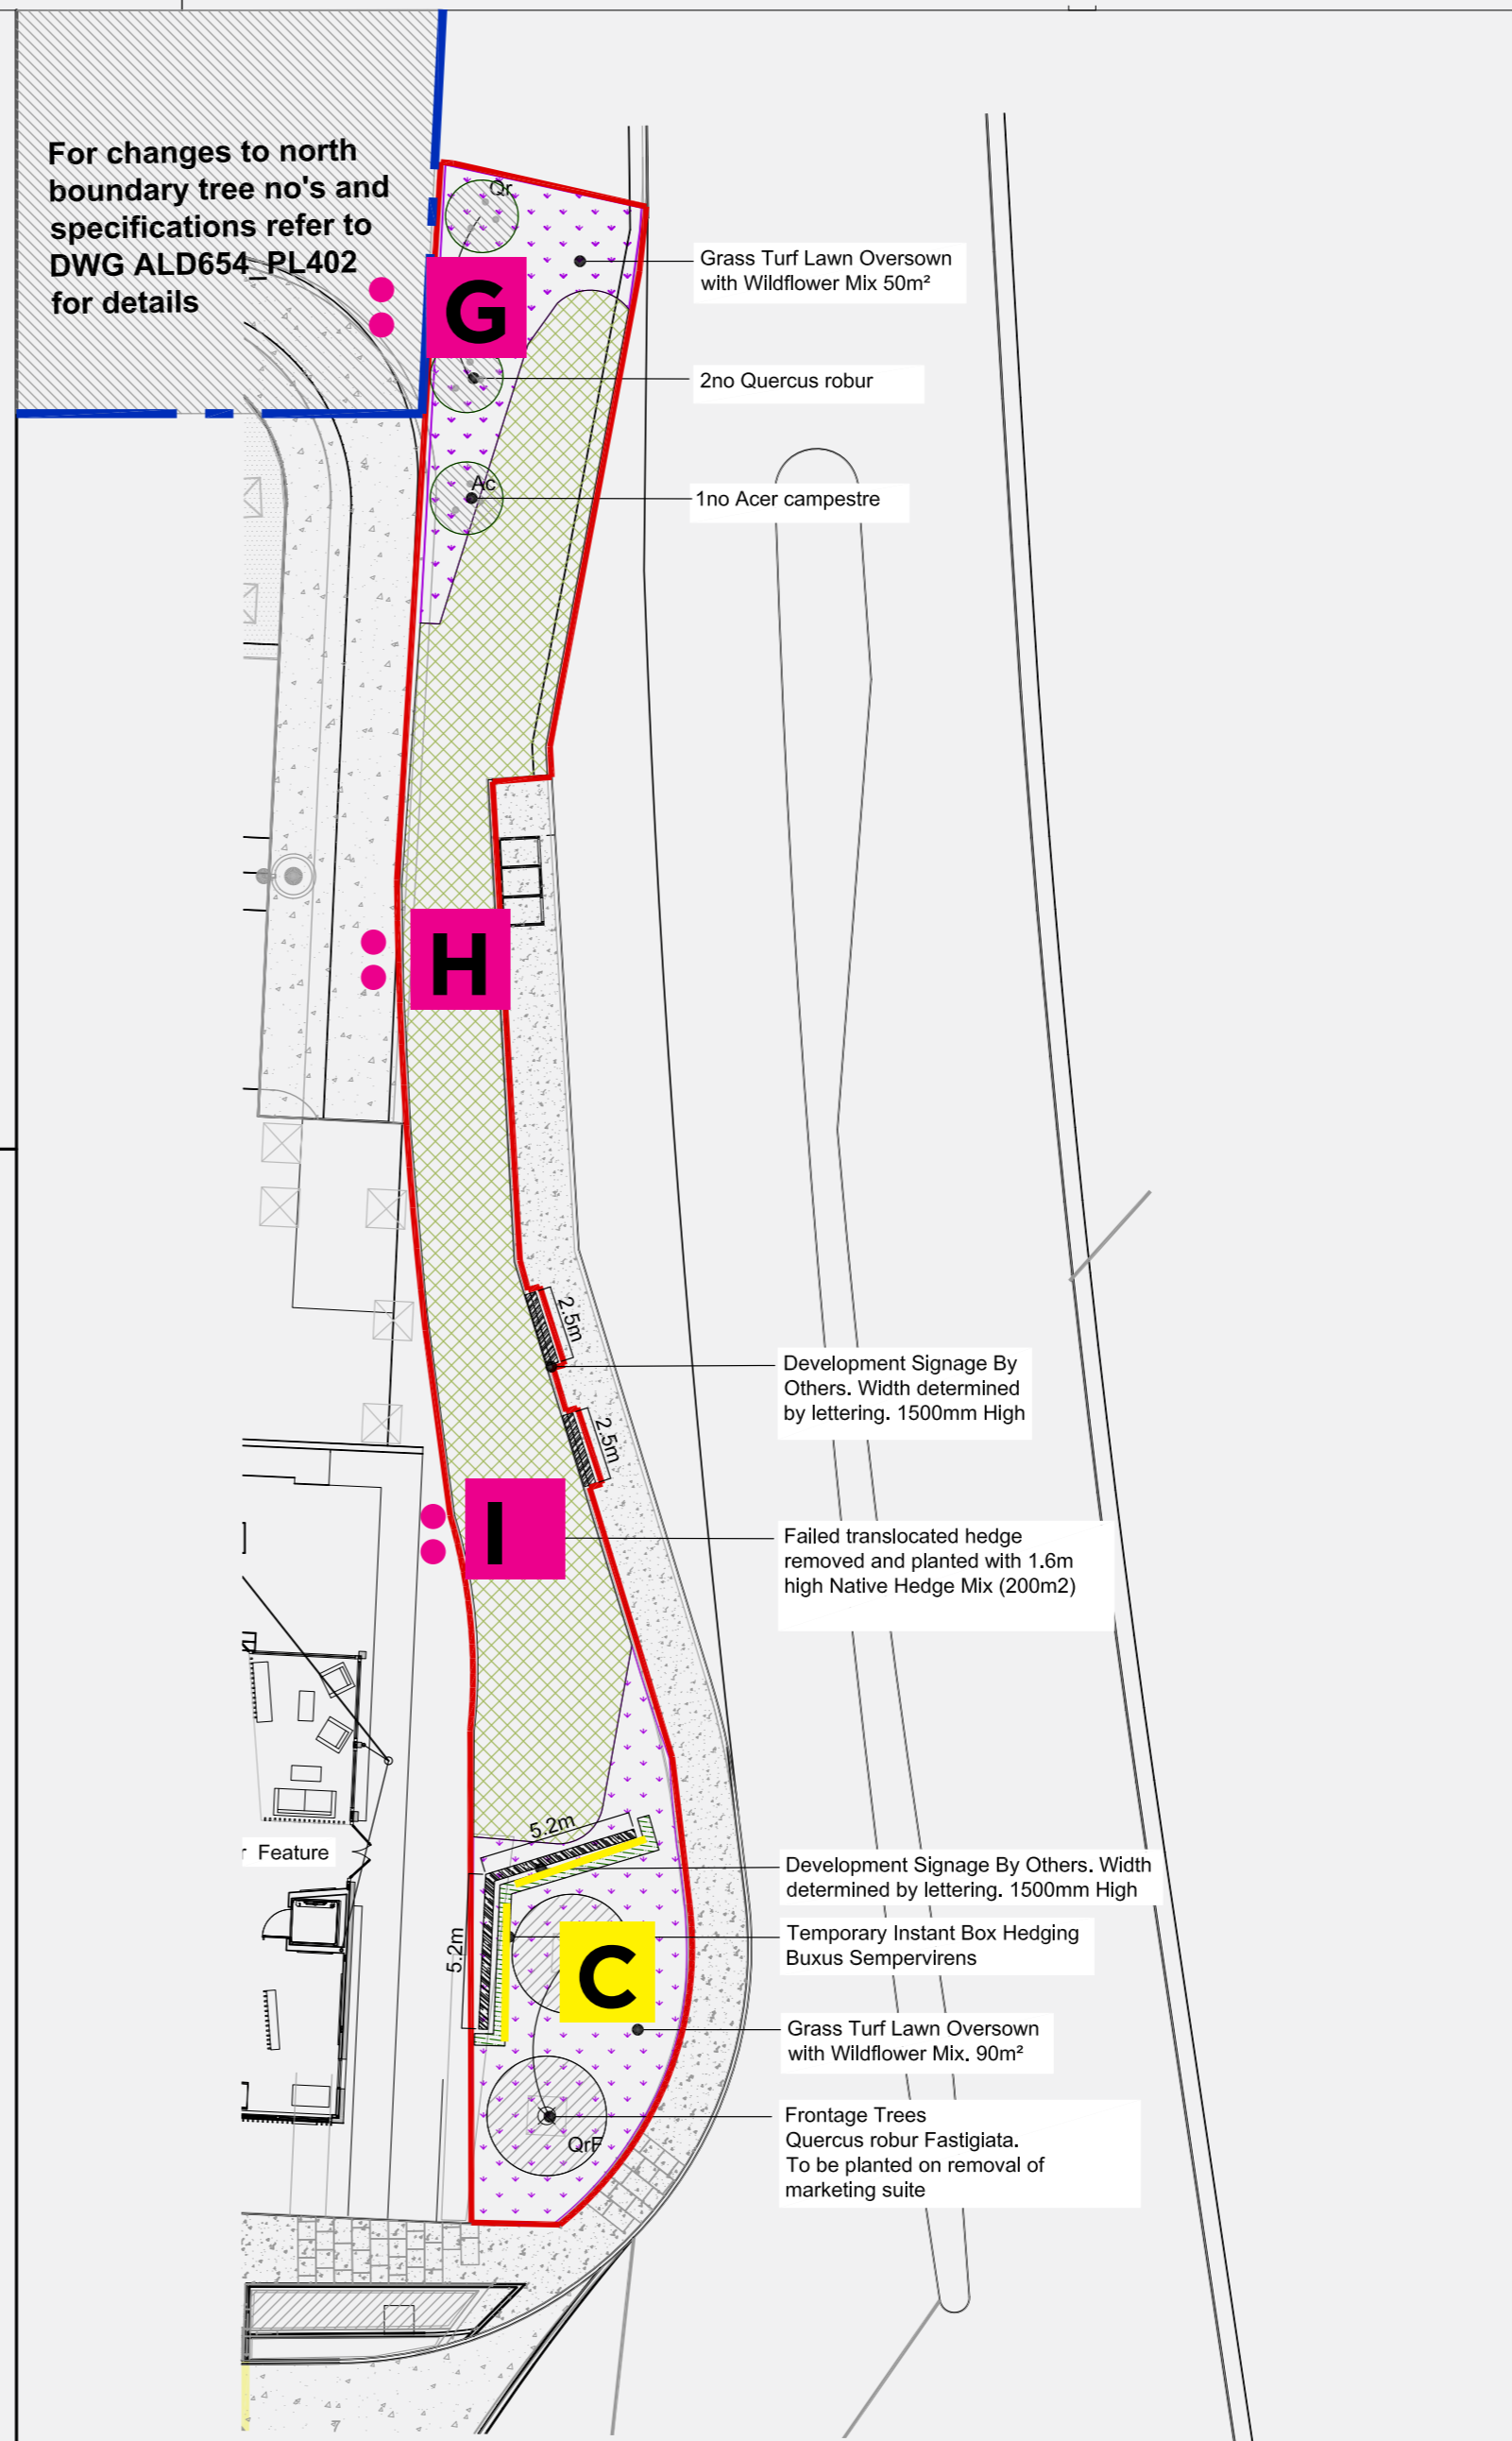 For changes to north
boundary tree no's and
specifications refer to
DWG ALD654_PL402
for details
Qr
Grass Turf Lawn Oversown
with Wildflower Mix 50m²
G
2no Quercus robur
Ac
1no Acer campestre
H
2.5m
Development Signage By
Others. Width determined
by lettering. 1500mm High
2.5m
I
Failed translocated hedge
removed and planted with 1.6m
high Native Hedge Mix (200m2)
5.2m
r Feature
Development Signage By Others. Width
determined by lettering. 1500mm High
5.2m
Temporary Instant Box Hedging
Buxus Sempervirens
C
Grass Turf Lawn Oversown
with Wildflower Mix. 90m²
Frontage Trees
Quercus robur Fastigiata.
To be planted on removal of
marketing suite
QrF